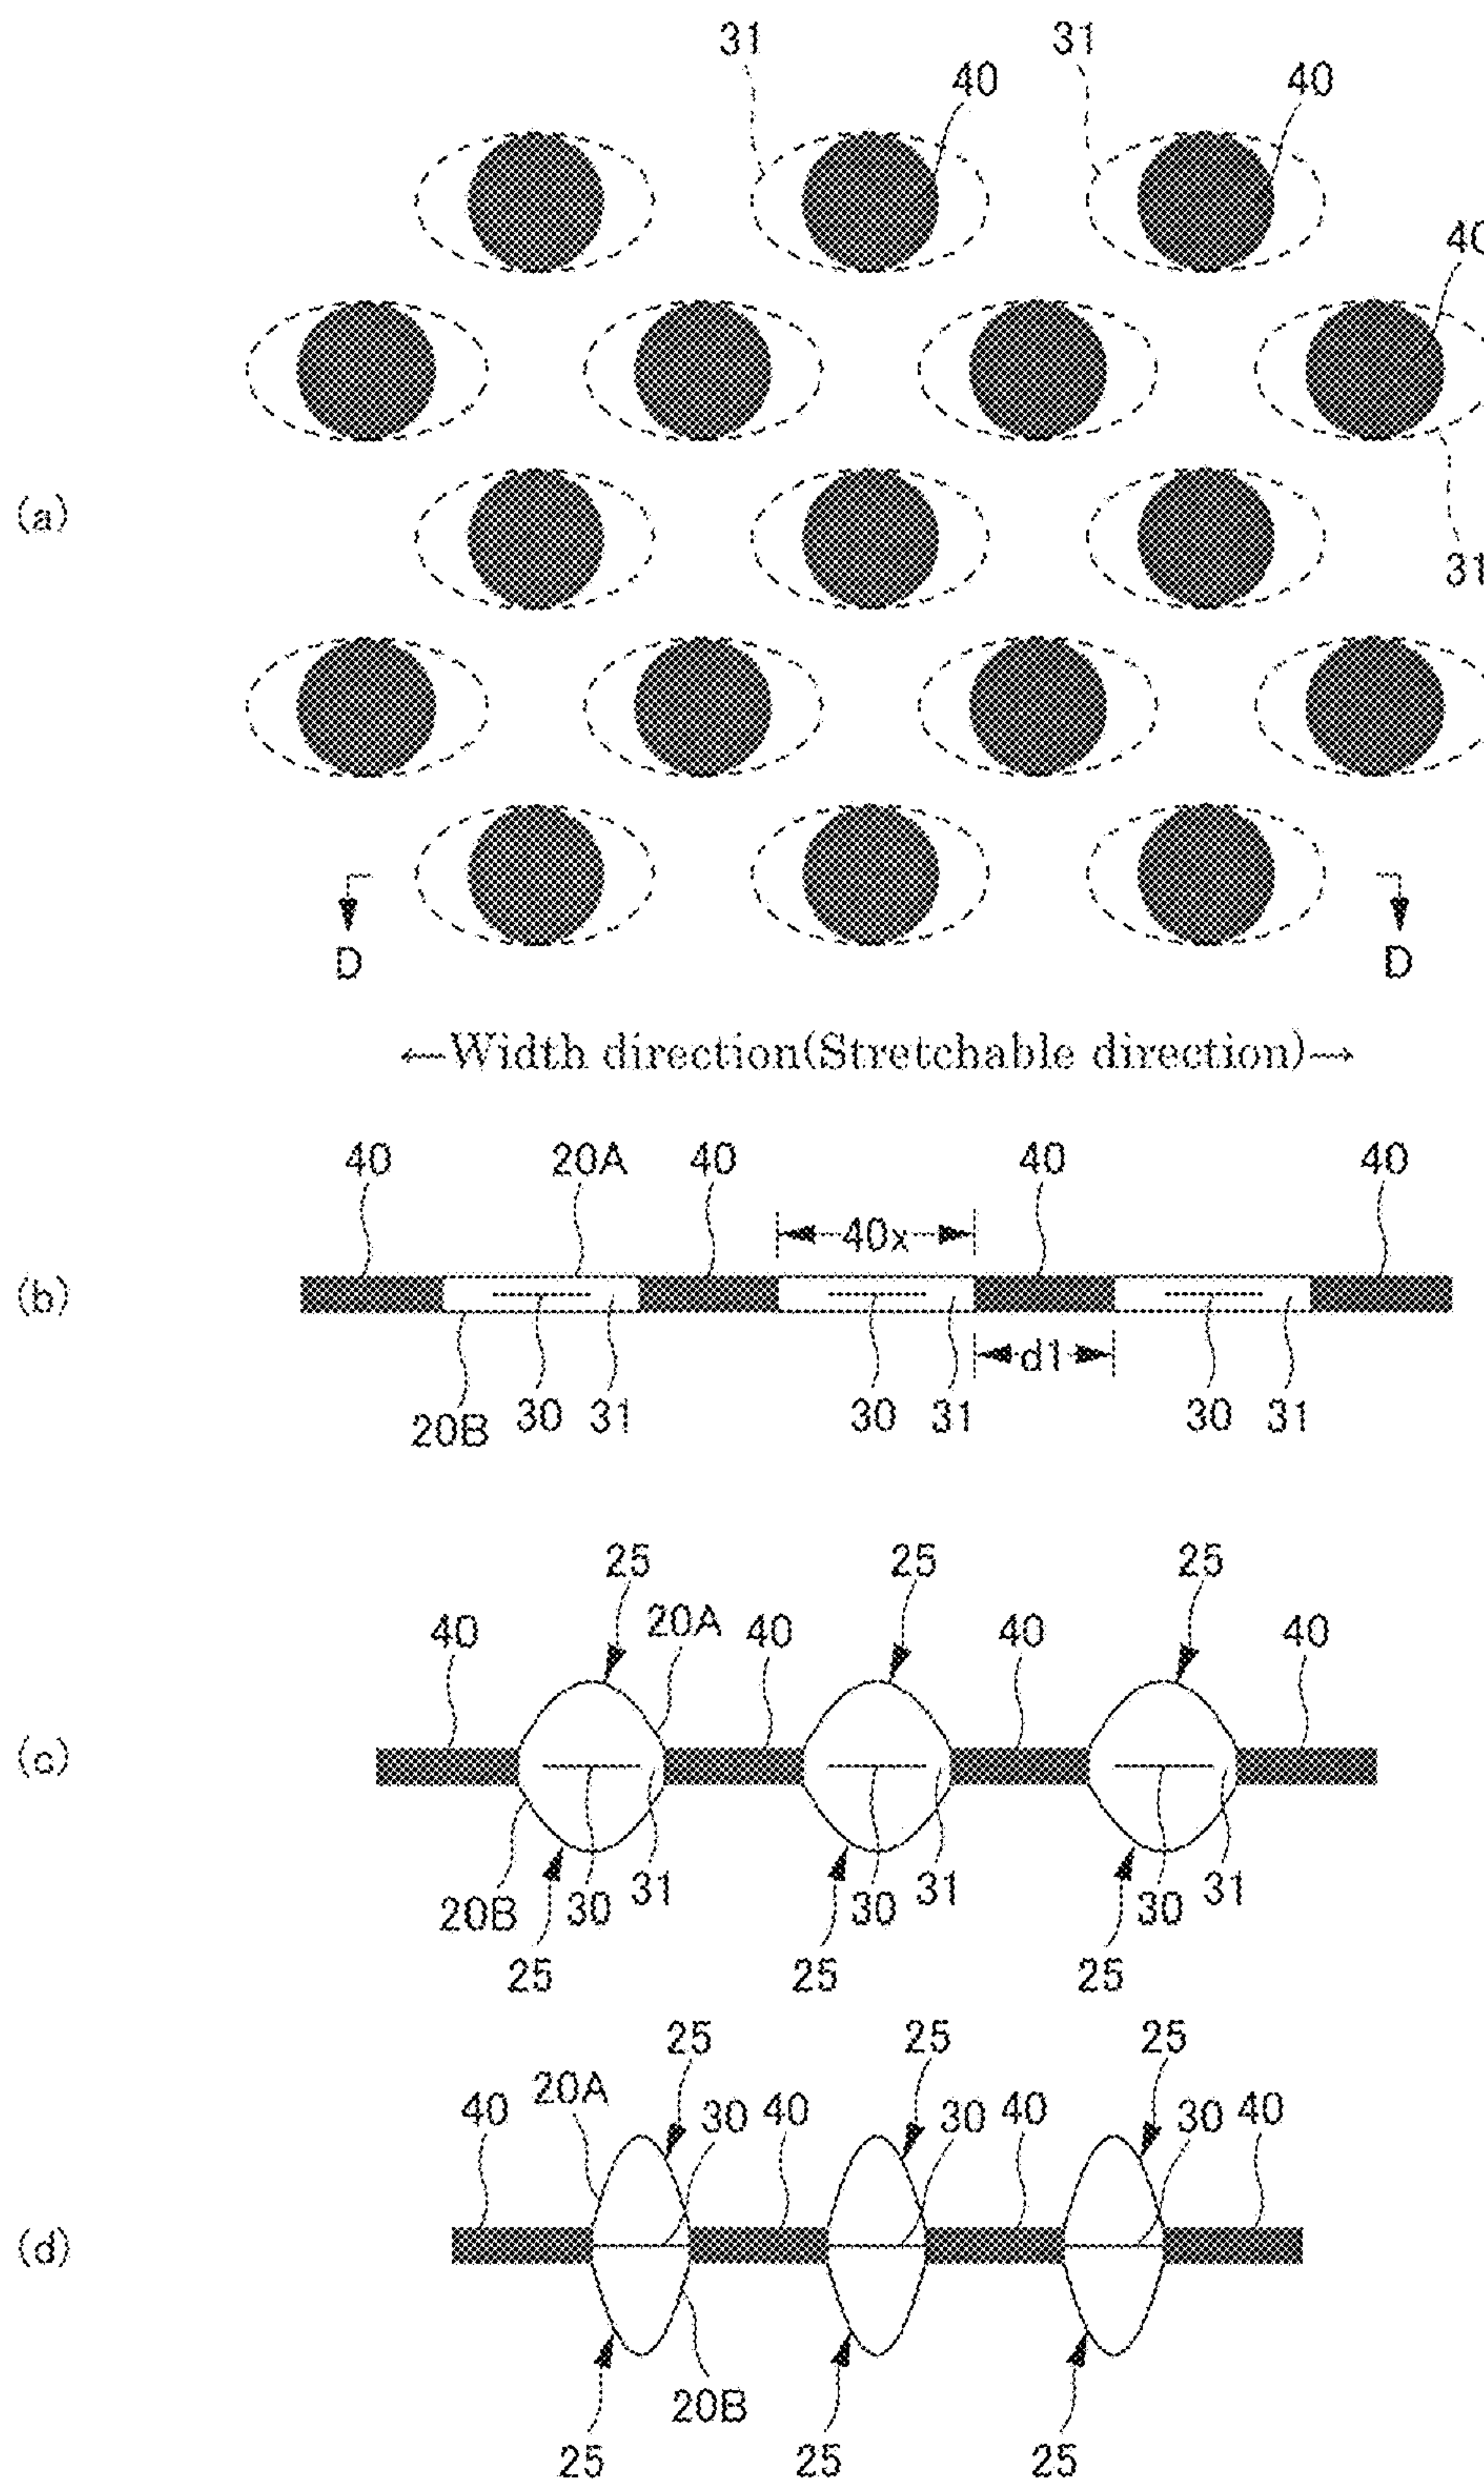 31 31
40 40
40
(a)
31
D D
←Width direction(Stretchable direction)→
40 20A 40 40 40
40x
(b)
d1
20B 30 31 30 31 30 31
25 25 25
40 20A 40 40 40
(c)
20B 30 31 30 31 30 31
25 25 25
25 25 25
40 20A 30 40 30 40 30 40
(d)
20B
25 25 25